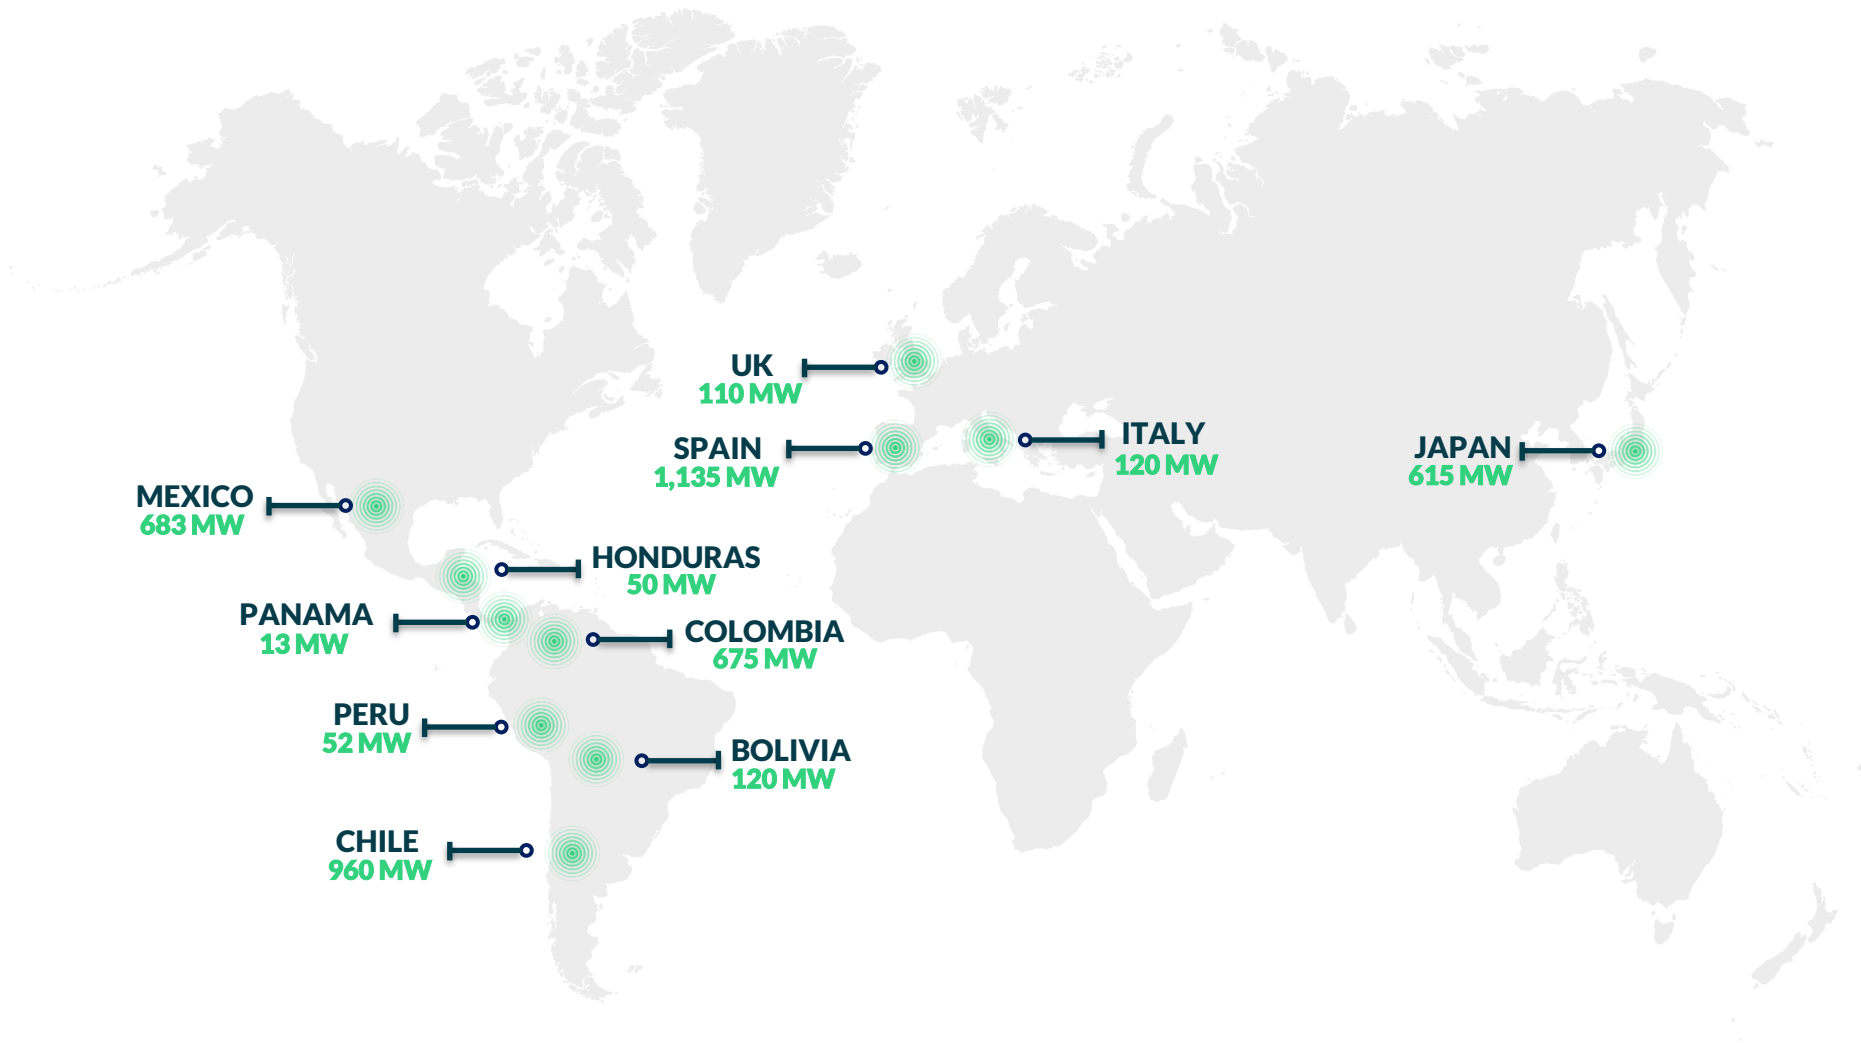 UK
110 MW
SPAIN
1,135 MW
ITALY
120 MW
JAPAN
615 MW
MEXICO
683 MW
HONDURAS
50 MW
PANAMA
13 MW
COLOMBIA
675 MW
PERU
52 MW
BOLIVIA
120 MW
CHILE
960 MW